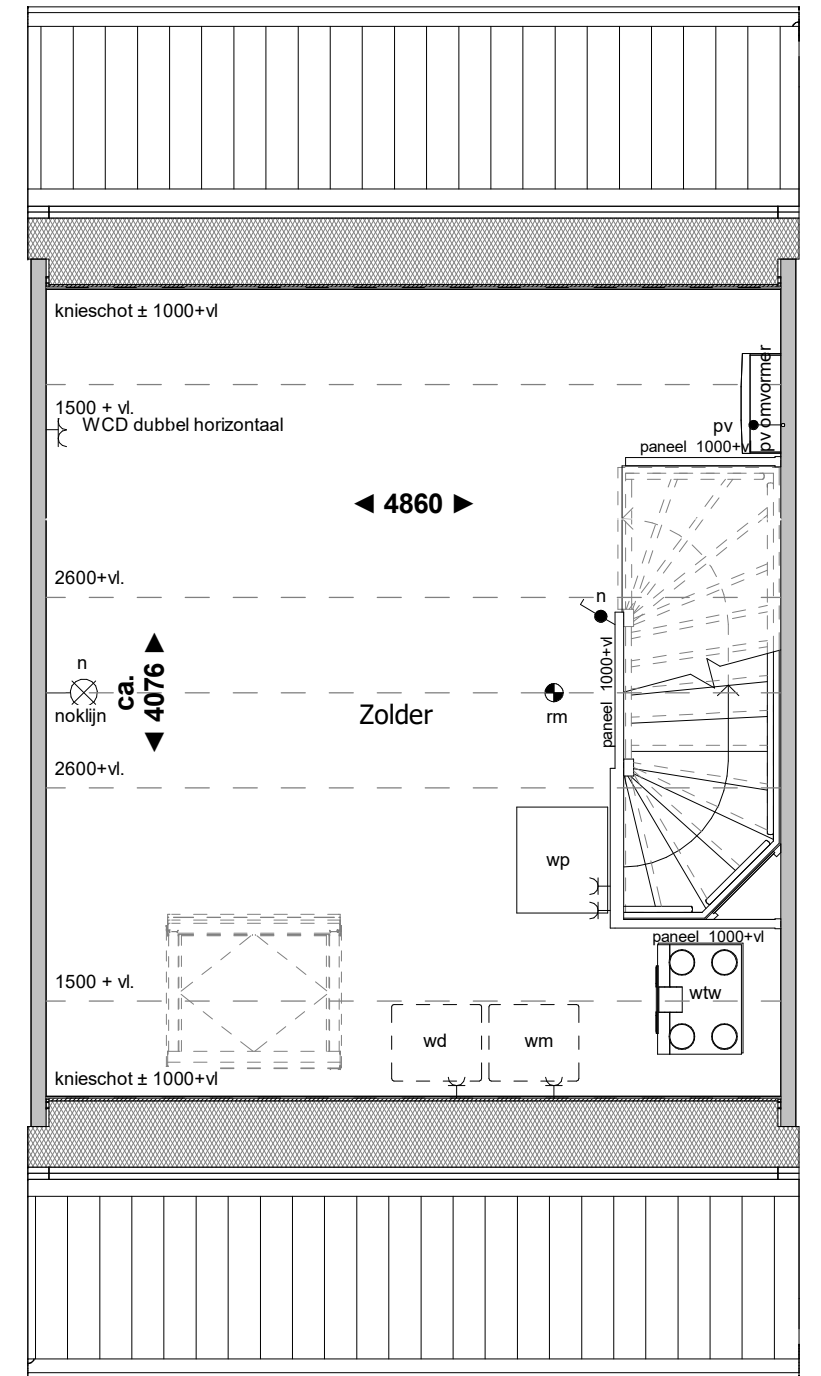 knieschot ± 1000+vl
1500 + vl.
WCD dubbel horizontaal
pv omvormer
pv
paneel 1000+vl
◄ 4860 ►
2600+vl.
n
n
noklijn
ca.
◄ 4076 ►
Zolder
rm
paneel 1000+vl
2600+vl.
wp
paneel 1000+vl
1500 + vl.
wtw
wd
wm
knieschot ± 1000+vl